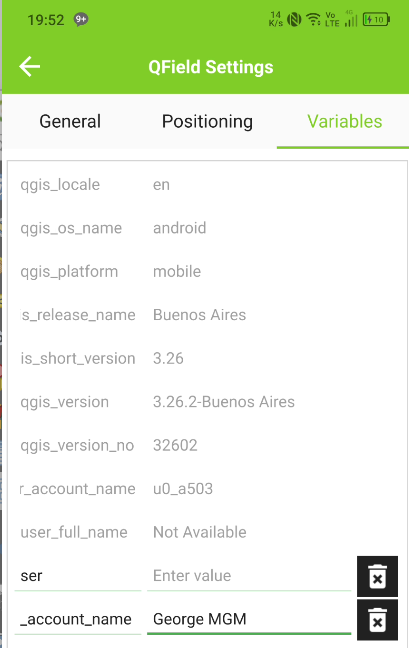 19:52 9+ 14 K/s Vo LTE 4G 10
QField Settings
General Positioning Variables
qgis_locale en
qgis_os_name android
qgis_platform mobile
s_release_name Buenos Aires
is_short_version 3.26
qgis_version 3.26.2-Buenos Aires
qgis_version_no 32602
r_account_name u0_a503
user_full_name Not Available
ser Enter value
_account_name George MGM